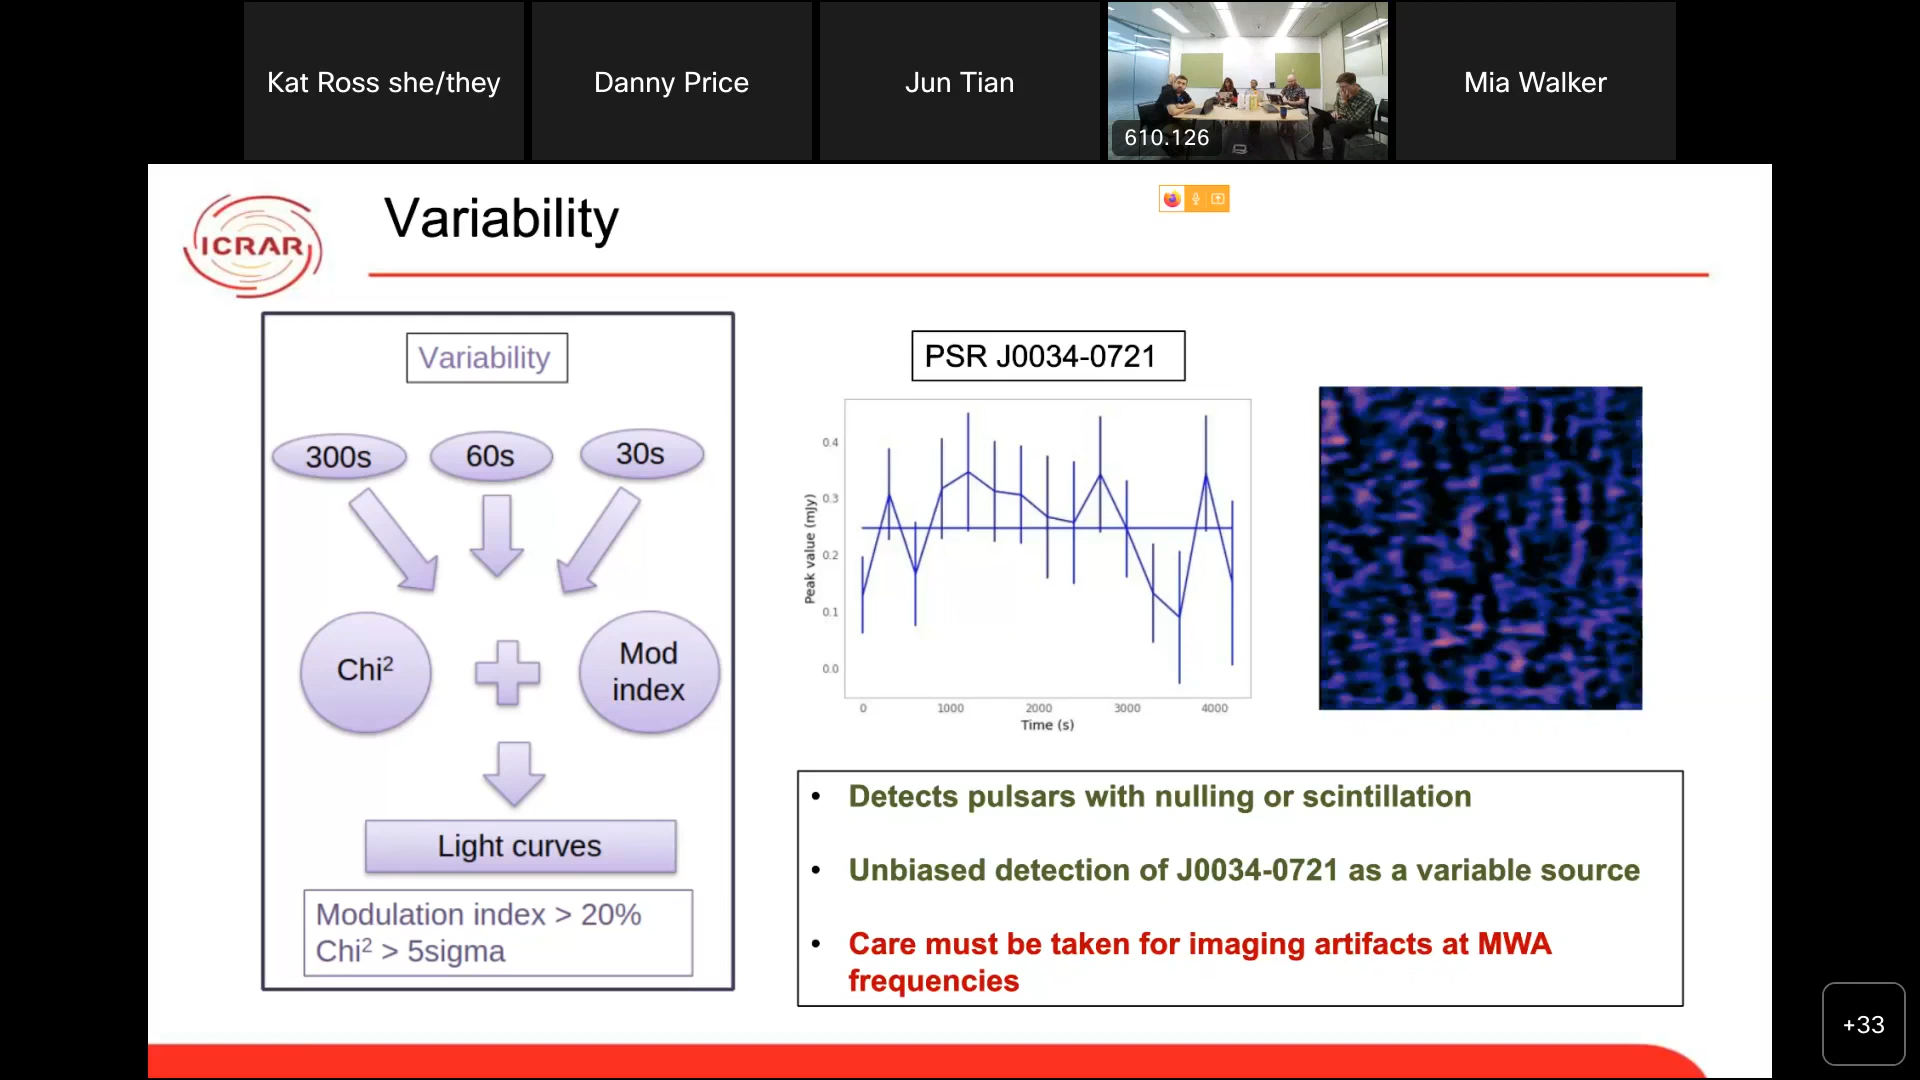 Kat Ross she/they
Danny Price
Jun Tian
610.126
Mia Walker
ICRAR
Variability
Variability
300s
60s
30s
Chi²
Mod
index
Light curves
Modulation index > 20%
Chi² > 5sigma
PSR J0034-0721
Peak value (mJy)
0.4
0.3
0.2
0.1
0.0
0
1000
2000
3000
4000
Time (s)
• Detects pulsars with nulling or scintillation
• Unbiased detection of J0034-0721 as a variable source
• Care must be taken for imaging artifacts at MWA
frequencies
+33